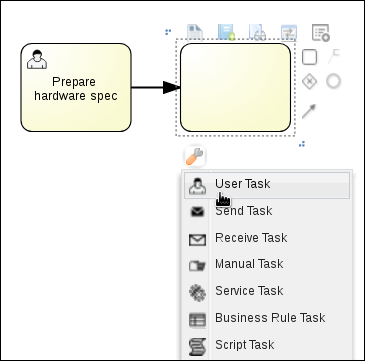 Prepare
hardware spec
User Task
Send Task
Receive Task
Manual Task
Service Task
Business Rule Task
Script Task